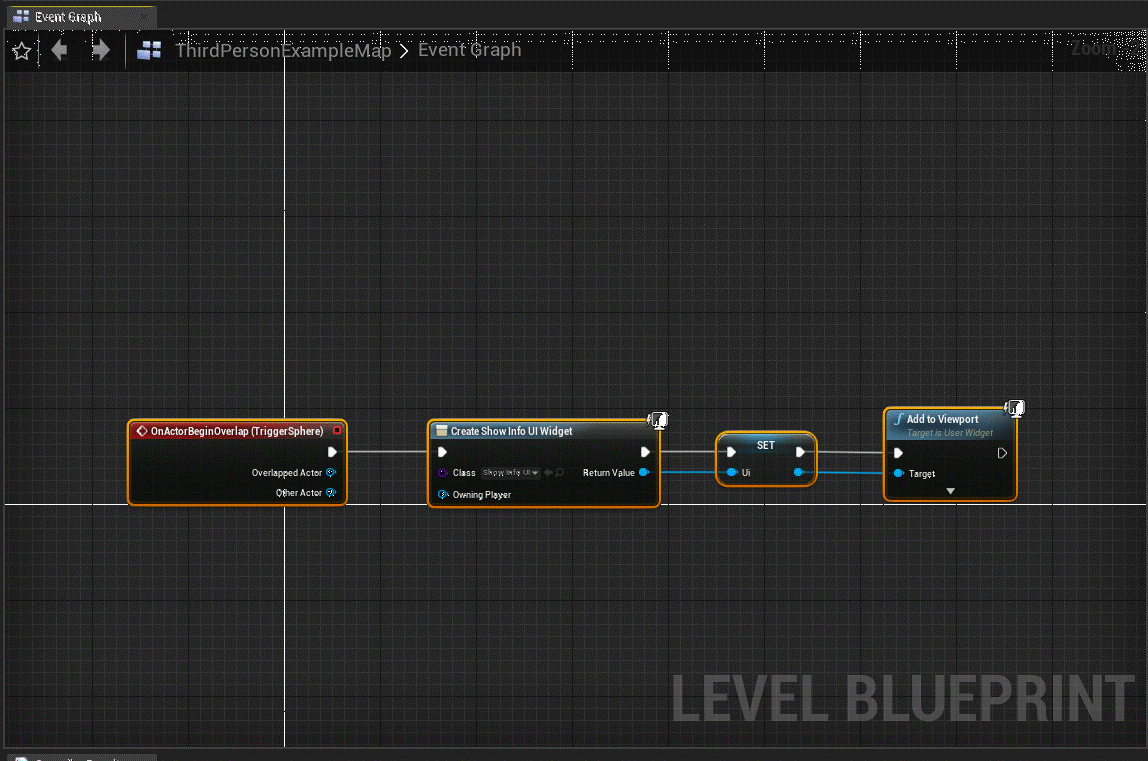 Event Graph
ThirdPersonExampleMap > Event Graph
Zoom
OnActorBeginOverlap (TriggerSphere)
Overlapped Actor
Other Actor
Create Show Info UI Widget
Class Show Info UI
Return Value
Owning Player
SET
Ui
Add to Viewport
Target is User Widget
Target
LEVEL BLUEPRINT